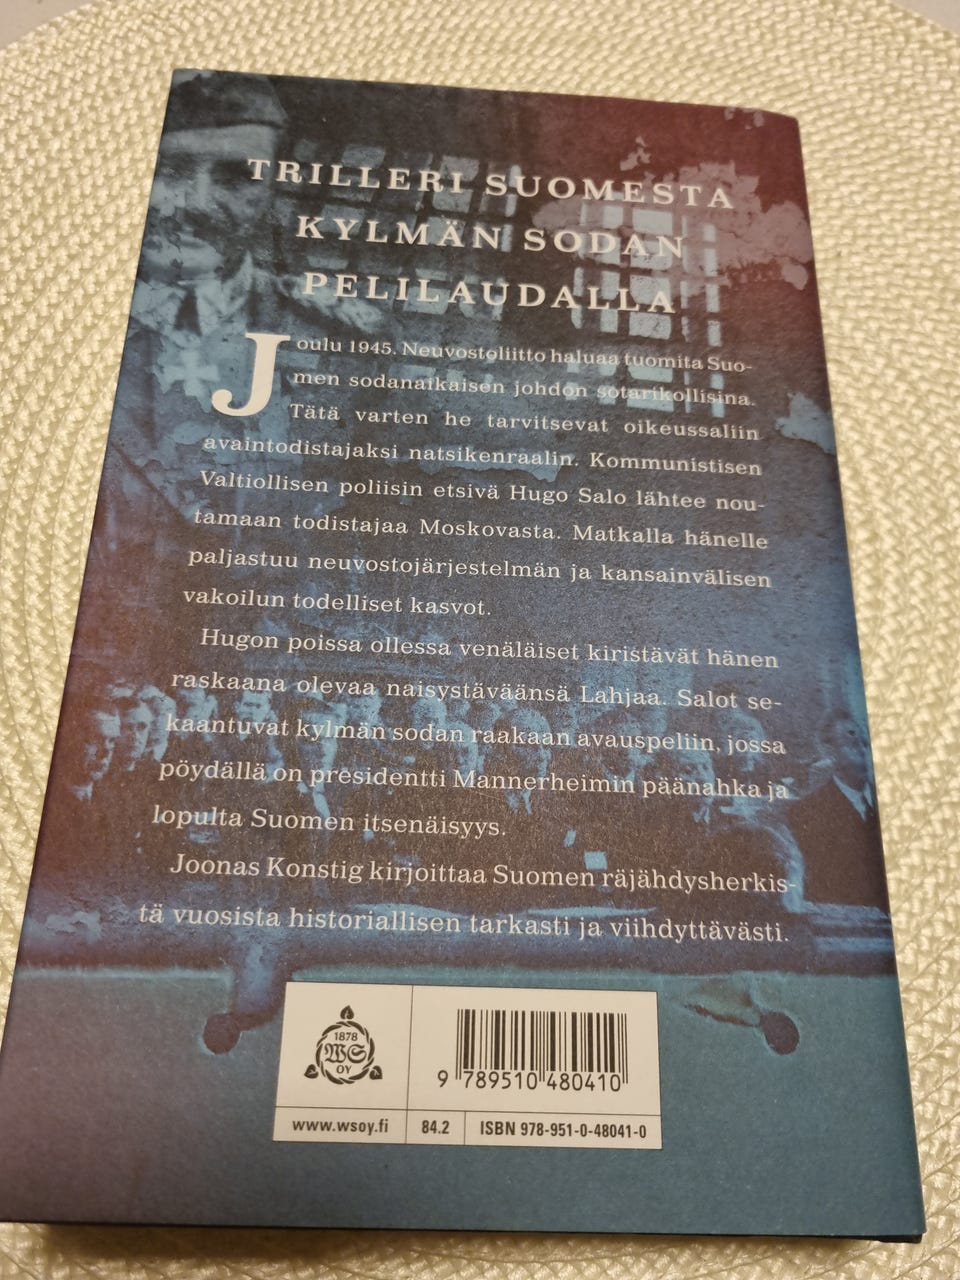 TRILLERI SUOMESTA
KYLMÄN SODAN
PELILAUDALLA
Joulu 1945. Neuvostoliitto haluaa tuomita Suo-
men sodanaikaisen johdon sotarikollisina.
Tätä varten he tarvitsevat oikeussaliin
avaintodistajaksi natsikenraalin. Kommunistisen
Valtiollisen poliisin etsivä Hugo Salo lähtee nou-
tamaan todistajaa Moskovasta. Matkalla hänelle
paljastuu neuvostojärjestelmän ja kansainvälisen
vakoilun todelliset kasvot.
Hugon poissa ollessa venäläiset kiristävät hänen
raskaana olevaa naisystäväänsä Lahjaa. Salot se-
kaantuvat kylmän sodan raakaan avauspeliin, jossa
pöydällä on presidentti Mannerheimin päänahka ja
lopulta Suomen itsenäisyys.
Joonas Konstig kirjoittaa Suomen räjähdysherkis-
tä vuosista historiallisen tarkasti ja viihdyttävästi.
1878
WS
OY
9 789510 480410
www.wsoy.fi 84.2 ISBN 978-951-0-48041-0